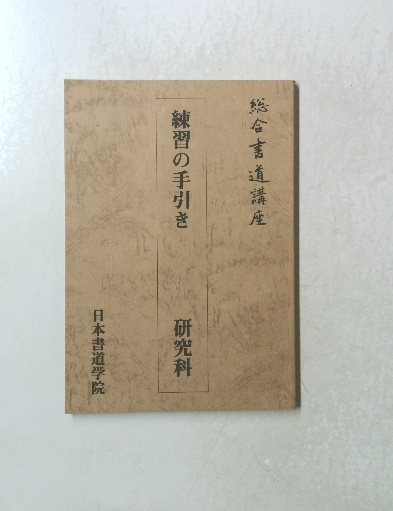 総合書道講座
練習の手引き 研究科
日本書道学院